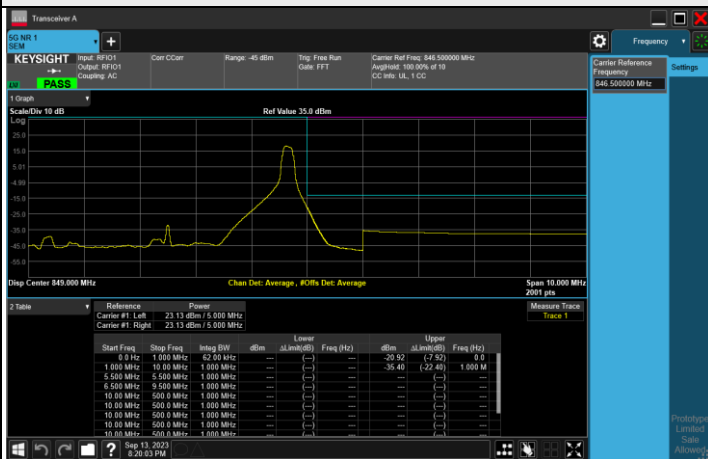 Transceiver A
5G NR 1
SEM
Frequency
KEYSIGHT
Input: RFIO1
Output: RFIO1
Coupling: AC
Corr CCorr
Range: -45 dBm
Trig: Free Run
Gate: FFT
Carrier Ref Freq: 846.500000 MHz
Avg|Hold: 100.00% of 10
CC Info: UL, 1 CC
PASS
Carrier Reference
Frequency
846.500000 MHz
Settings
1 Graph
Scale/Div 10 dB
Ref Value 35.0 dBm
Log
25.0
15.0
5.01
-4.99
-15.0
-25.0
-35.0
-45.0
-55.0
Disp Center 849.000 MHz
Chan Det: Average , #Offs Det: Average
Span 10.000 MHz
2001 pts
2 Table
Reference Power
Carrier #1: Left 23.13 dBm / 5.000 MHz
Carrier #1: Right 23.13 dBm / 5.000 MHz
Measure Trace
Trace 1
Lower Upper
Start Freq Stop Freq Integ BW dBm ΔLimit(dB) Freq (Hz) dBm ΔLimit(dB) Freq (Hz)
0.0 Hz 1.000 MHz 62.00 kHz --- (---) --- -20.92 (-7.92) 0.0
1.000 MHz 10.00 MHz 1.000 MHz --- (---) --- -35.40 (-22.40) 1.000 M
5.500 MHz 5.500 MHz 1.000 MHz --- (---) --- --- (---) ---
6.500 MHz 9.500 MHz 1.000 MHz --- (---) --- --- (---) ---
10.00 MHz 500.0 MHz 1.000 MHz --- (---) --- --- (---) ---
10.00 MHz 500.0 MHz 1.000 MHz --- (---) --- --- (---) ---
10.00 MHz 500.0 MHz 1.000 MHz --- (---) --- --- (---) ---
10.00 MHz 500.0 MHz 1.000 MHz --- (---) --- --- (---) ---
Prototype
Limited
Sale
Allowed
?
Sep 13, 2023
8:20:03 PM